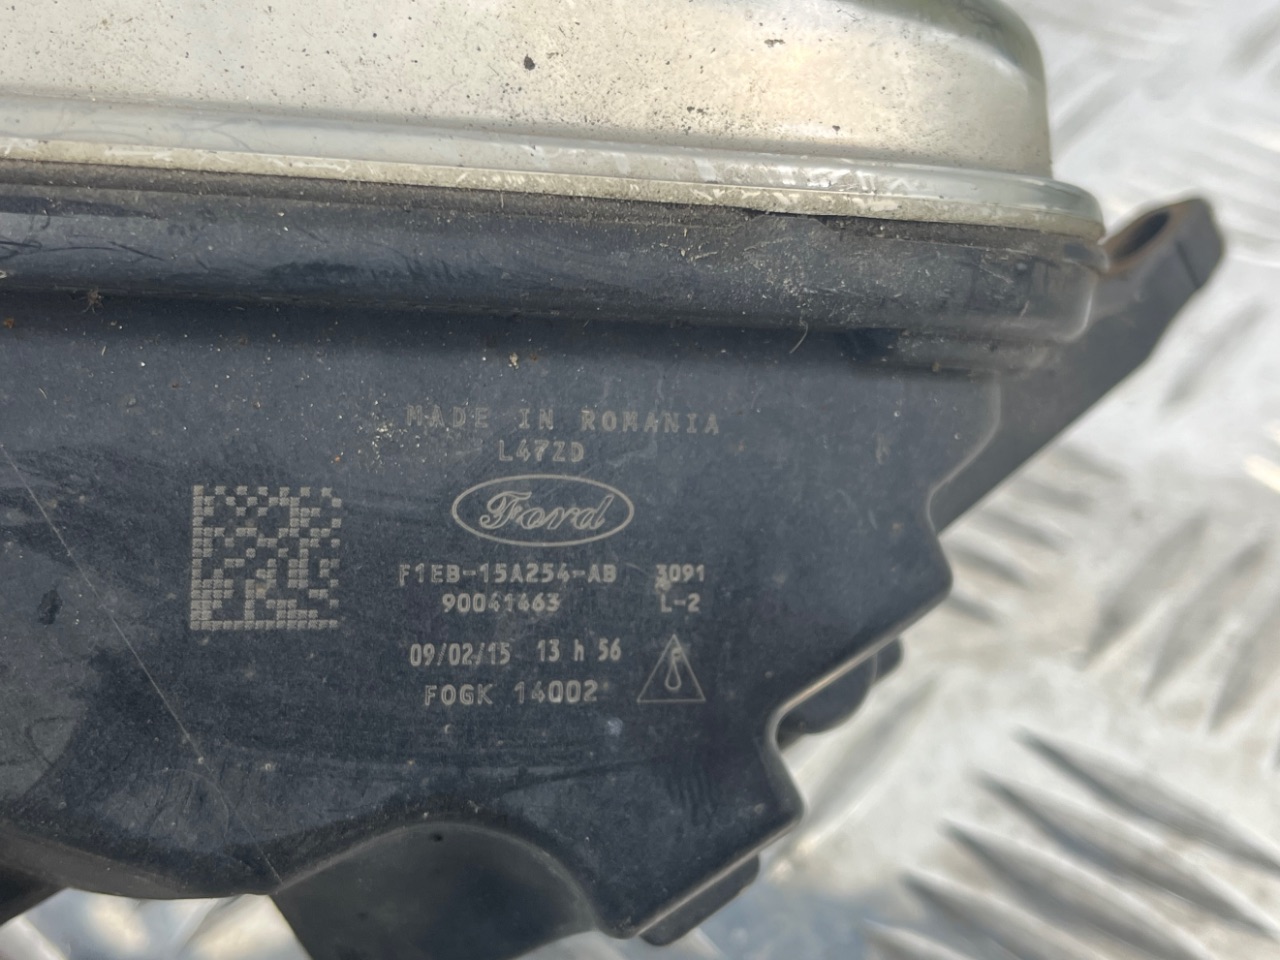 MADE IN ROMANIA
L47ZD
Ford
F1EB-15A254-AB 3091
90041463 L-2
09/02/15 13 h 56
FOGK 14002